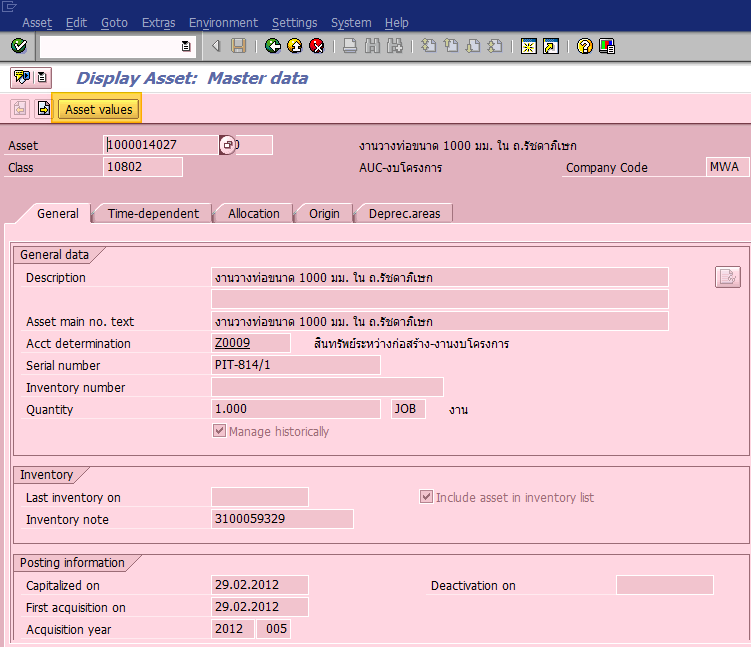 Asset Edit Goto Extras Environment Settings System Help
Display Asset: Master data
Asset values
Asset 1000014027 0 งานวางท่อขนาด 1000 มม. ใน ถ.รัชดาภิเษก
Class 10802 AUC-งบโครงการ Company Code MWA
General Time-dependent Allocation Origin Deprec.areas
General data
Description งานวางท่อขนาด 1000 มม. ใน ถ.รัชดาภิเษก
Asset main no. text งานวางท่อขนาด 1000 มม. ใน ถ.รัชดาภิเษก
Acct determination Z0009 สินทรัพย์ระหว่างก่อสร้าง-งานงบโครงการ
Serial number PIT-814/1
Inventory number
Quantity 1.000 JOB งาน
Manage historically
Inventory
Last inventory on Include asset in inventory list
Inventory note 3100059329
Posting information
Capitalized on 29.02.2012 Deactivation on
First acquisition on 29.02.2012
Acquisition year 2012 005